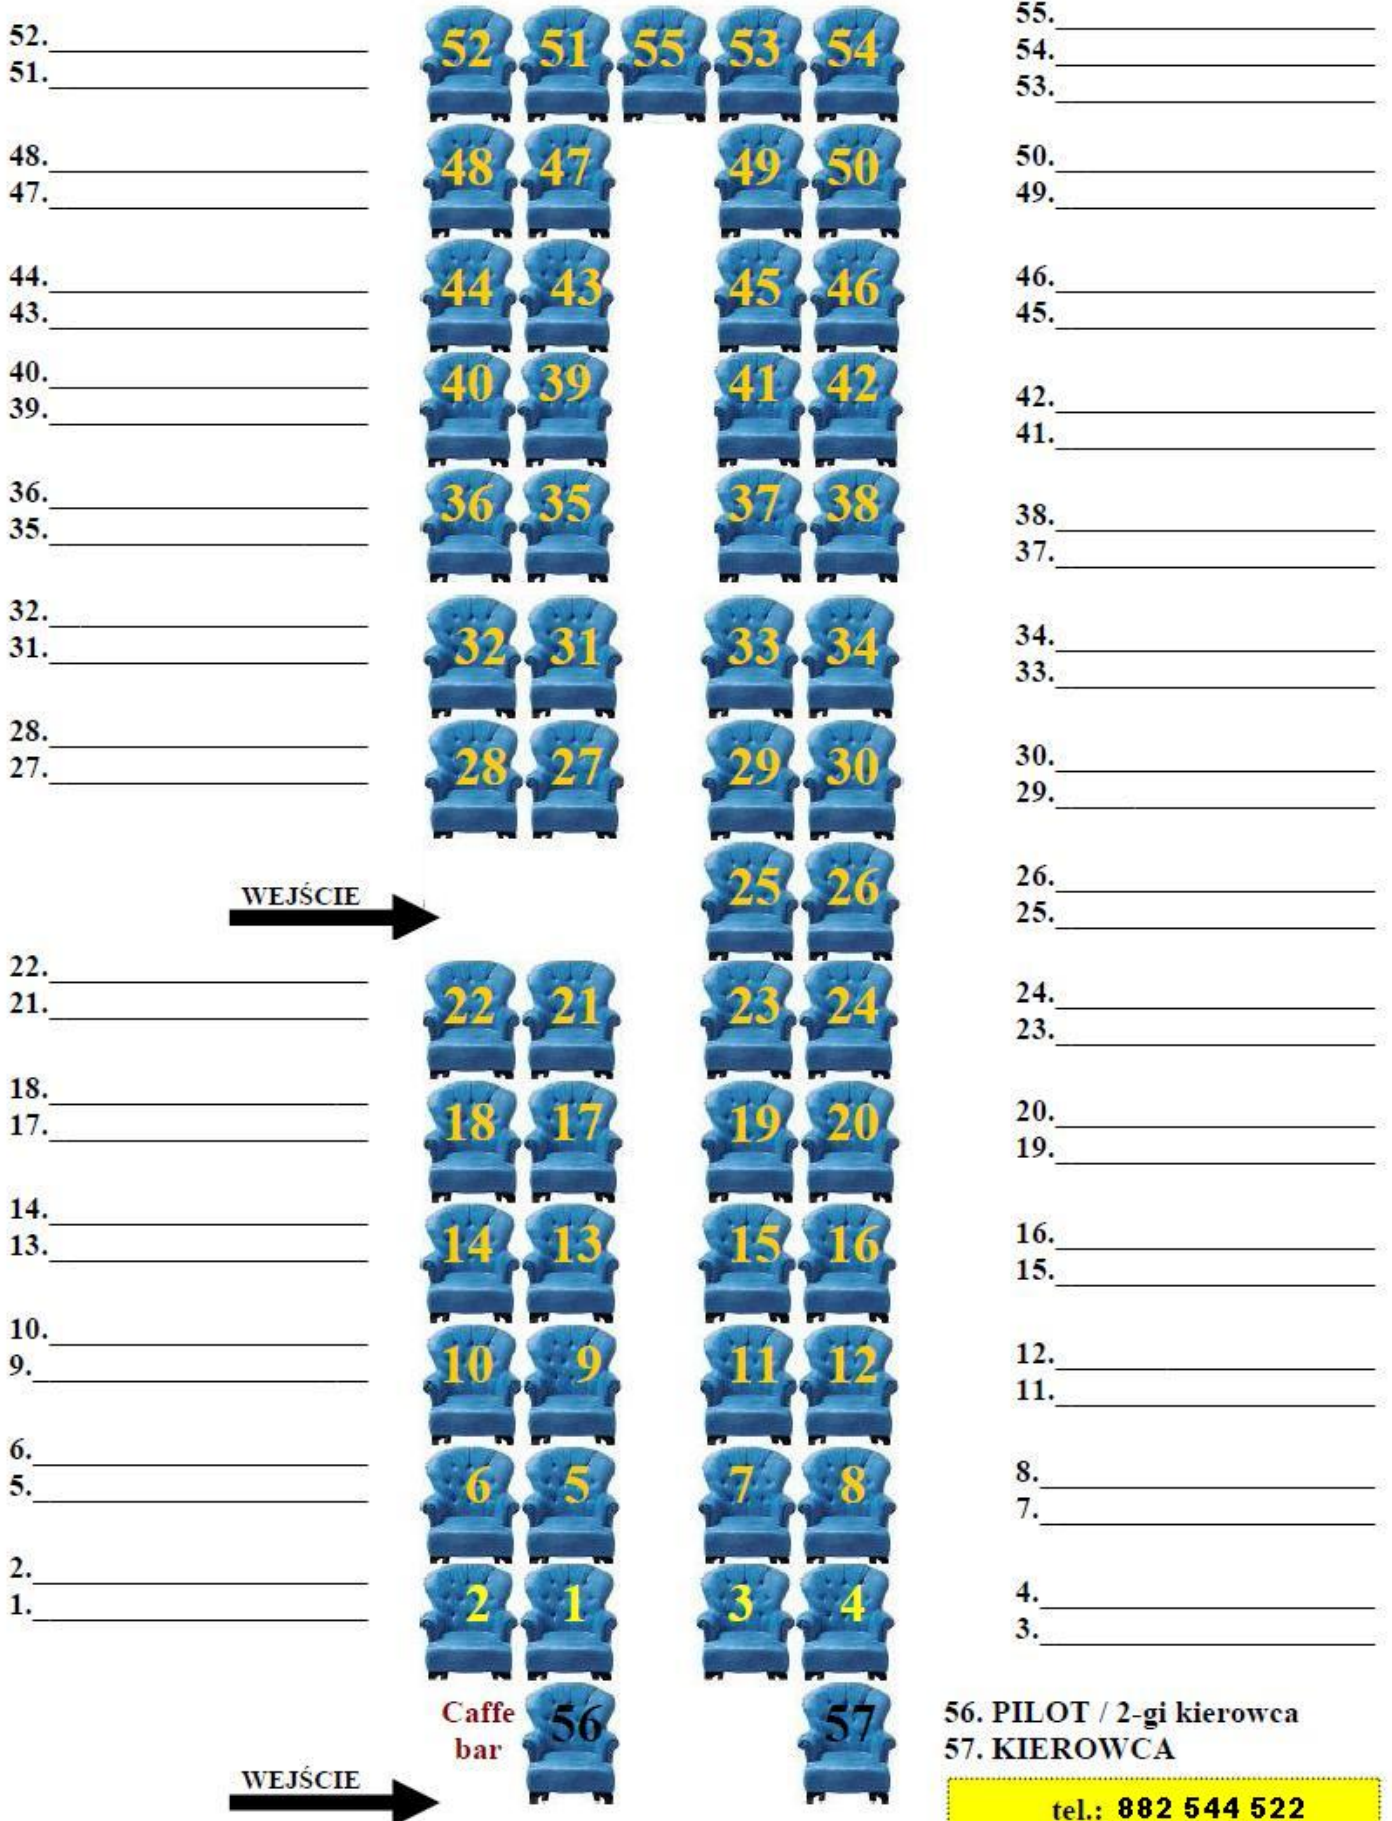 52. 52 51 55 53 54 55.
51. 54.
53.
48. 48 47 49 50 50.
47. 49.
44. 44 43 45 46 46.
43. 45.
40. 40 39 41 42 42.
39. 41.
36. 36 35 37 38 38.
35. 37.
32. 32 31 33 34 34.
31. 33.
28. 28 27 29 30 30.
27. 29.
WEJŚCIE 25 26 26.
25.
22. 22 21 23 24 24.
21. 23.
18. 18 17 19 20 20.
17. 19.
14. 14 13 15 16 16.
13. 15.
10. 10 9 11 12 12.
9. 11.
6. 6 5 7 8 8.
5. 7.
2. 2 1 3 4 4.
1. 3.
Caffe 56 57 56. PILOT / 2-gi kierowca
bar 57. KIEROWCA
WEJŚCIE
tel.: 882 544 522